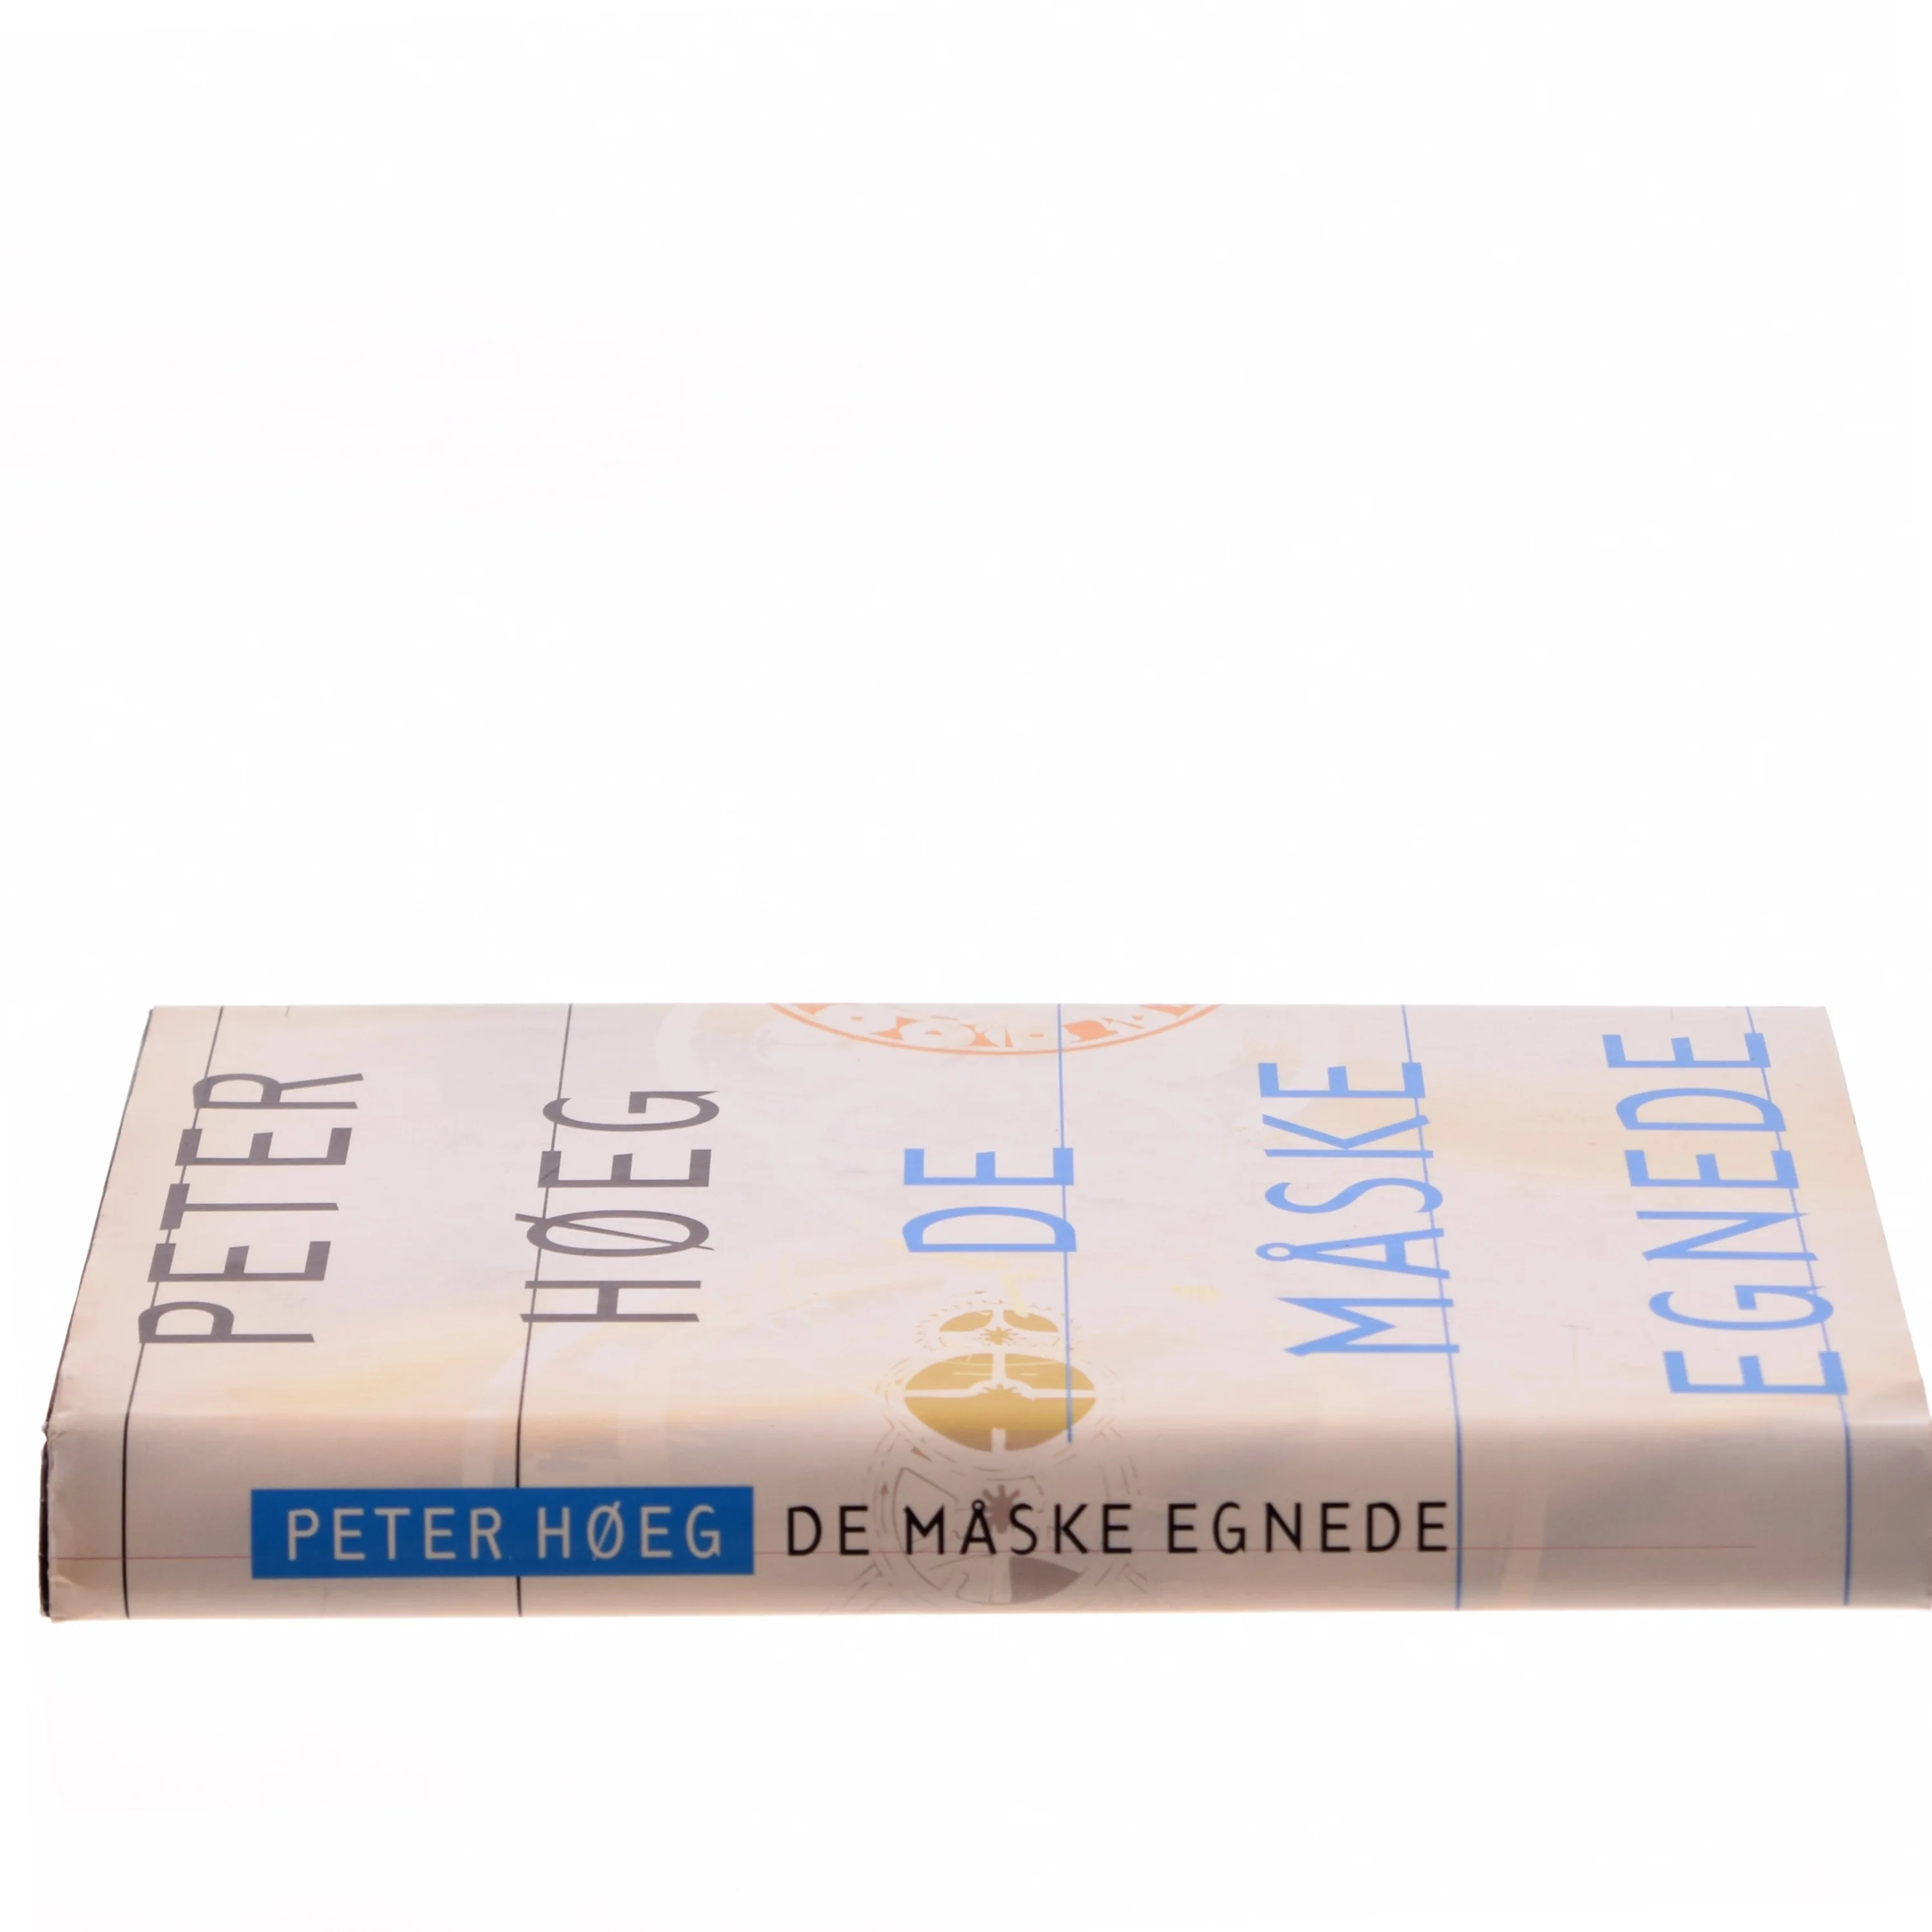 PETER
HØEG
DE
MÅSKE
EGNEDE
PETER HØEG DE MÅSKE EGNEDE